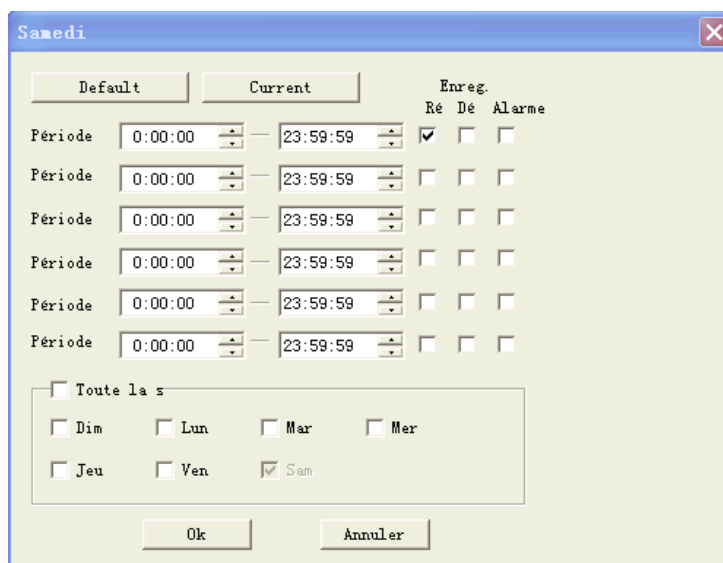 Samedi
Default Current Enreg.
Ré Dé Alarme
Période 0:00:00 — 23:59:59
Période 0:00:00 — 23:59:59
Période 0:00:00 — 23:59:59
Période 0:00:00 — 23:59:59
Période 0:00:00 — 23:59:59
Période 0:00:00 — 23:59:59
Toute la s
Dim Lun Mar Mer
Jeu Ven Sam
Ok Annuler